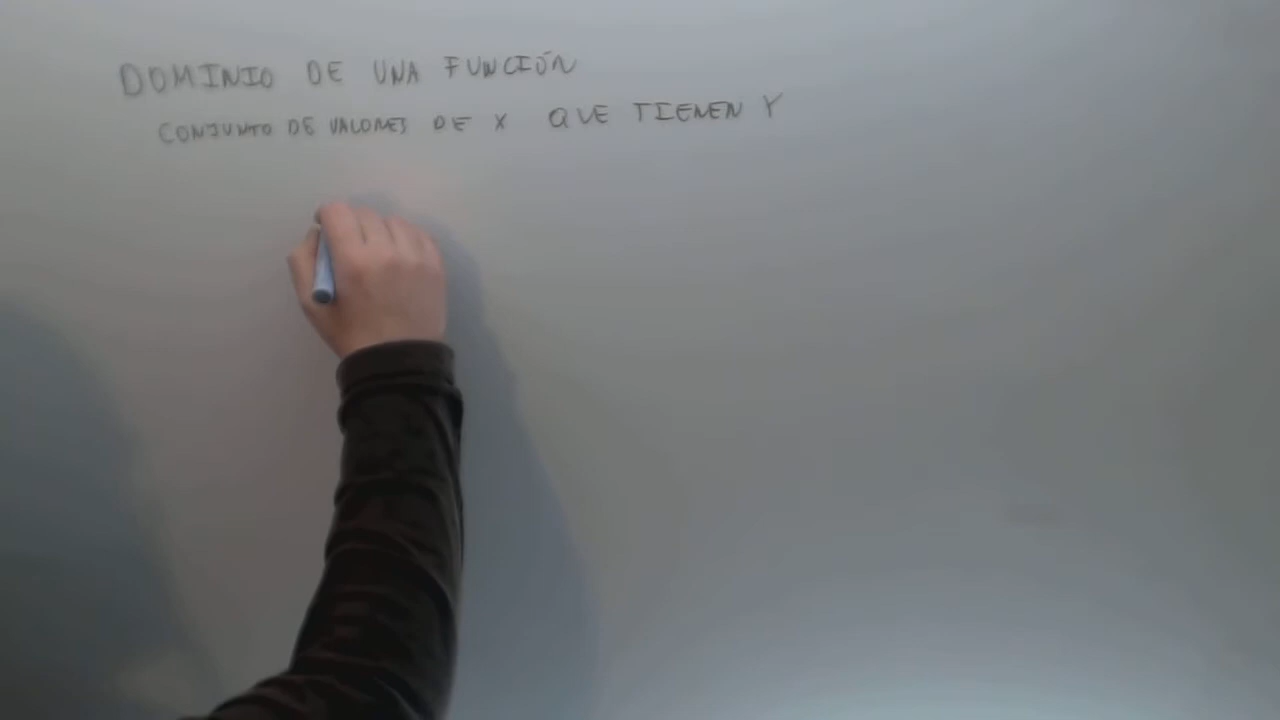 DOMINIO DE UNA FUNCIÓN
CONJUNTO DE VALORES DE X QUE TIENEN Y